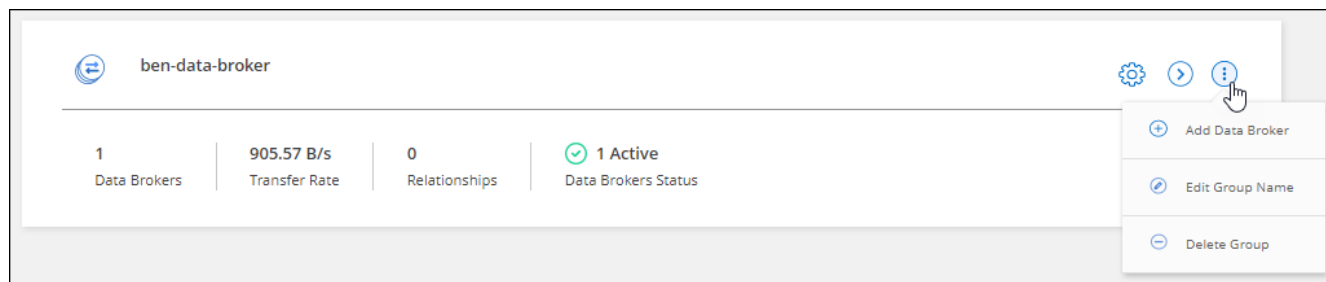 ben-data-broker
1 905.57 B/s 0 1 Active
Data Brokers Transfer Rate Relationships Data Brokers Status
Add Data Broker
Edit Group Name
Delete Group